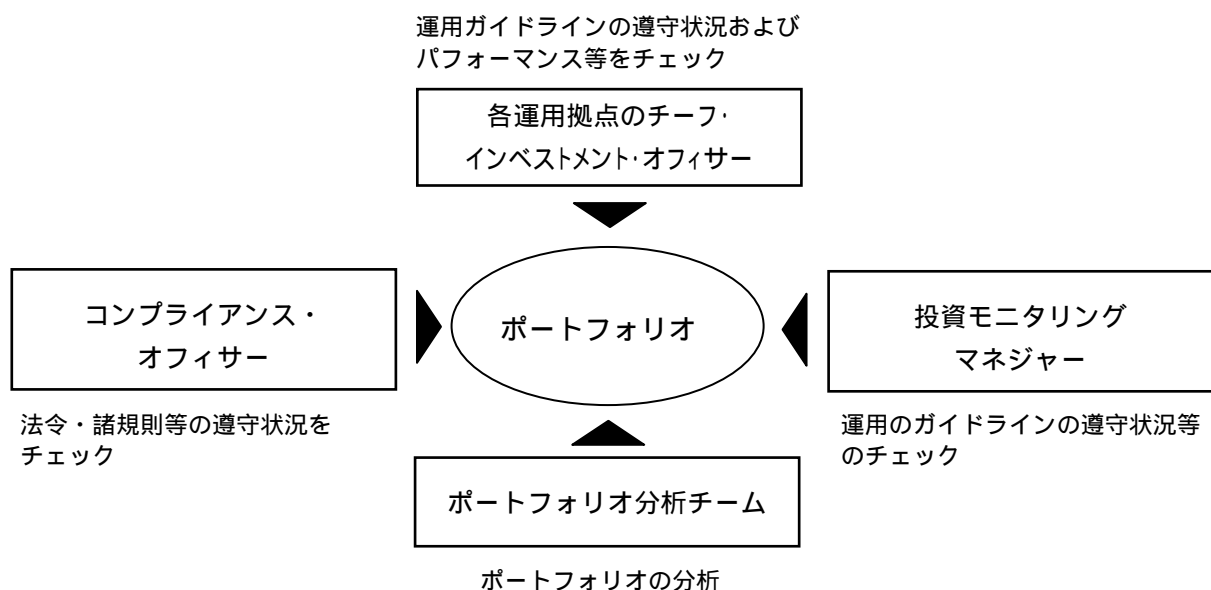 運用ガイドラインの遵守状況および
パフォーマンス等をチェック
各運用拠点のチーフ・
インベストメント・オフィサー
コンプライアンス・
オフィサー
法令・諸規則等の遵守状況を
チェック
ポートフォリオ
投資モニタリング
マネジャー
運用のガイドラインの遵守状況等
のチェック
ポートフォリオ分析チーム
ポートフォリオの分析